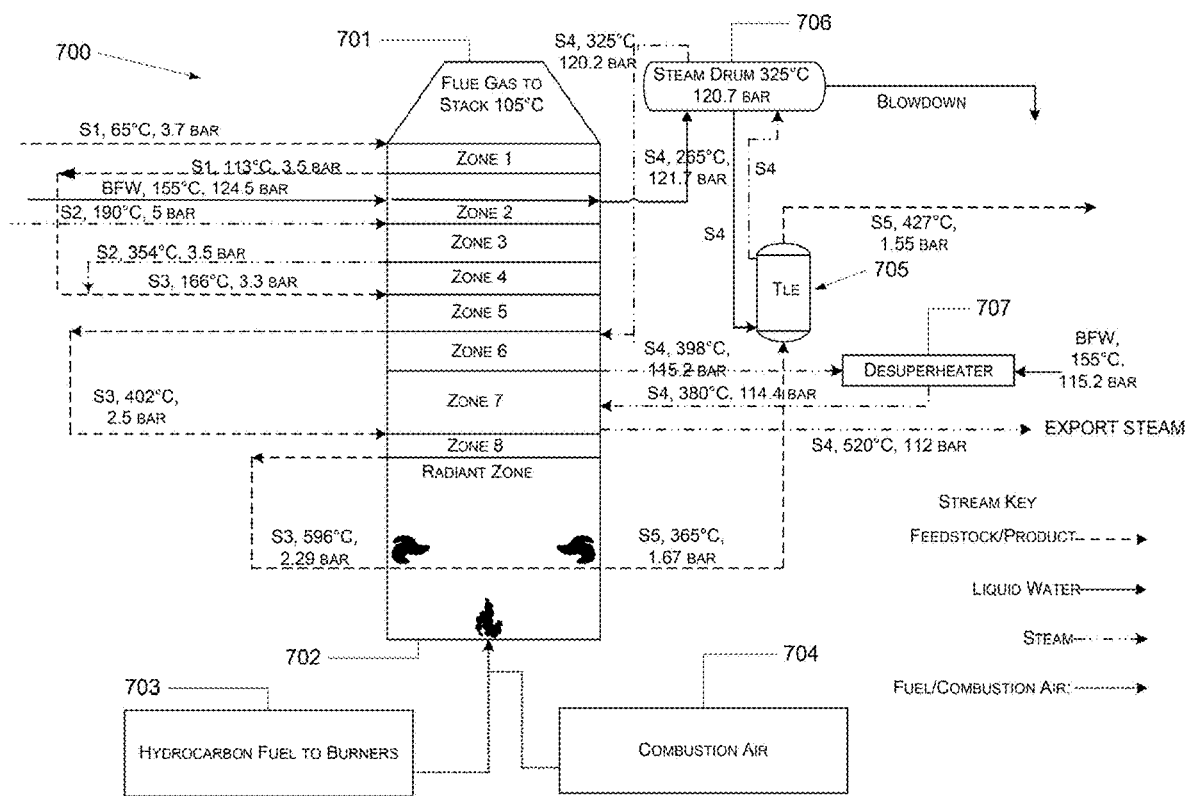 700
701
706
S4, 325°C
120.2 BAR
FLUE GAS TO
STACK 105°C
STEAM DRUM 325°C
120.7 BAR
BLOWDOWN
S1, 65°C, 3.7 BAR
ZONE 1
S1, 113°C, 3.5 BAR
S4, 265°C,
121.7 BAR
S4
BFW, 155°C, 124.5 BAR
ZONE 2
S2, 190°C, 5 BAR
S4
S5, 427°C,
1.55 BAR
ZONE 3
S2, 354°C, 3.5 BAR
705
ZONE 4
S3, 166°C, 3.3 BAR
TLE
ZONE 5
707
ZONE 6
S4, 398°C,
115.2 BAR
DESUPERHEATER
BFW,
155°C,
115.2 BAR
S3, 402°C,
2.5 BAR
ZONE 7
S4, 380°C, 114.4 BAR
EXPORT STEAM
S4, 520°C, 112 BAR
ZONE 8
RADIANT ZONE
STREAM KEY
S3, 596°C,
2.29 BAR
S5, 365°C,
1.67 BAR
FEEDSTOCK/PRODUCT
LIQUID WATER
STEAM
FUEL/COMBUSTION AIR:
702
703
704
HYDROCARBON FUEL TO BURNERS
COMBUSTION AIR